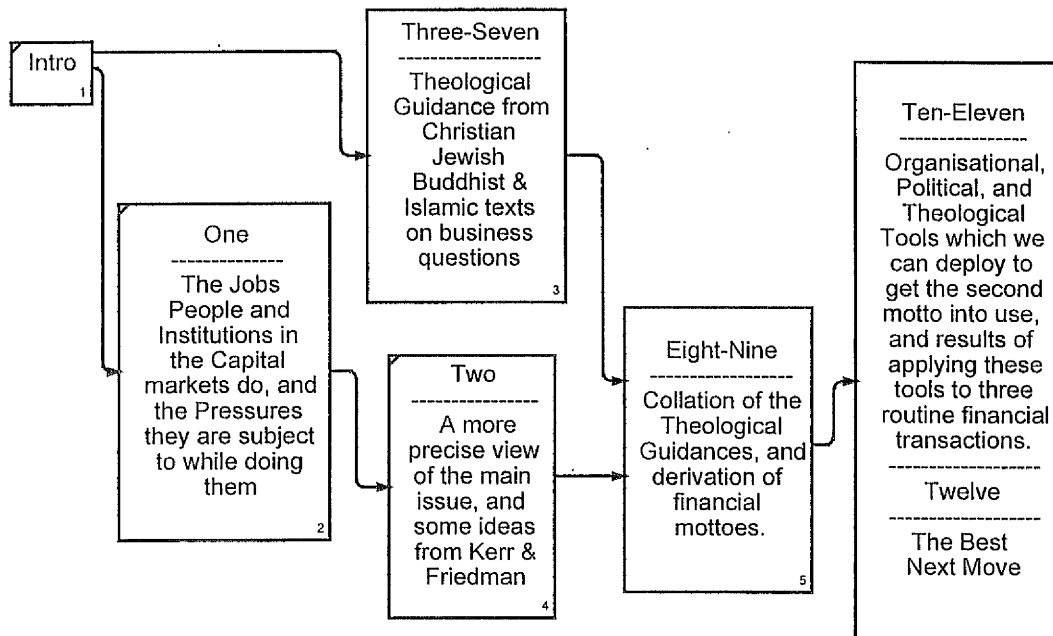 Intro
1
Three-Seven
--------------------
Theological
Guidance from
Christian
Jewish
Buddhist &
Islamic texts
on business
questions
3
One
---------------
The Jobs
People and
Institutions in
the Capital
markets do, and
the Pressures
they are subject
to while doing
them
2
Two
----------------
A more
precise view
of the main
issue, and
some ideas
from Kerr &
Friedman
4
Eight-Nine
----------------------
Collation of the
Theological
Guidances, and
derivation of
financial
mottoes.
5
Ten-Eleven
--------------------
Organisational,
Political, and
Theological
Tools which we
can deploy to
get the second
motto into use,
and results of
applying these
tools to three
routine financial
transactions.
---------------------
Twelve
---------------------
The Best
Next Move